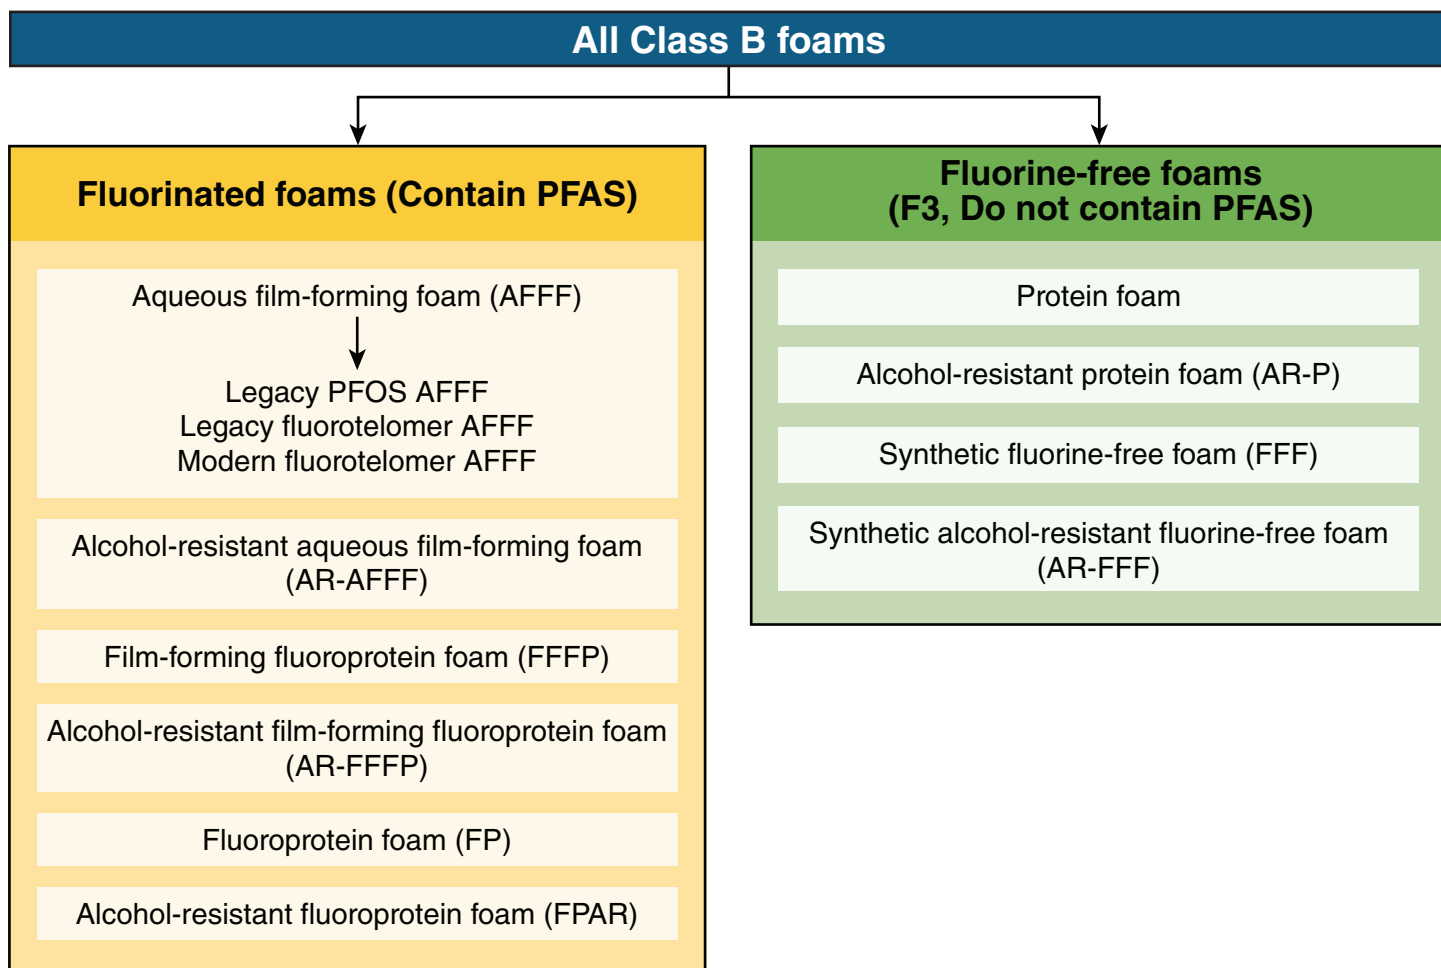 All Class B foams
Fluorinated foams (Contain PFAS)
Aqueous film-forming foam (AFFF)
Legacy PFOS AFFF
Legacy fluorotelomer AFFF
Modern fluorotelomer AFFF
Alcohol-resistant aqueous film-forming foam
(AR-AFFF)
Film-forming fluoroprotein foam (FFFP)
Alcohol-resistant film-forming fluoroprotein foam
(AR-FFFP)
Fluoroprotein foam (FP)
Alcohol-resistant fluoroprotein foam (FPAR)
Fluorine-free foams
(F3, Do not contain PFAS)
Protein foam
Alcohol-resistant protein foam (AR-P)
Synthetic fluorine-free foam (FFF)
Synthetic alcohol-resistant fluorine-free foam
(AR-FFF)